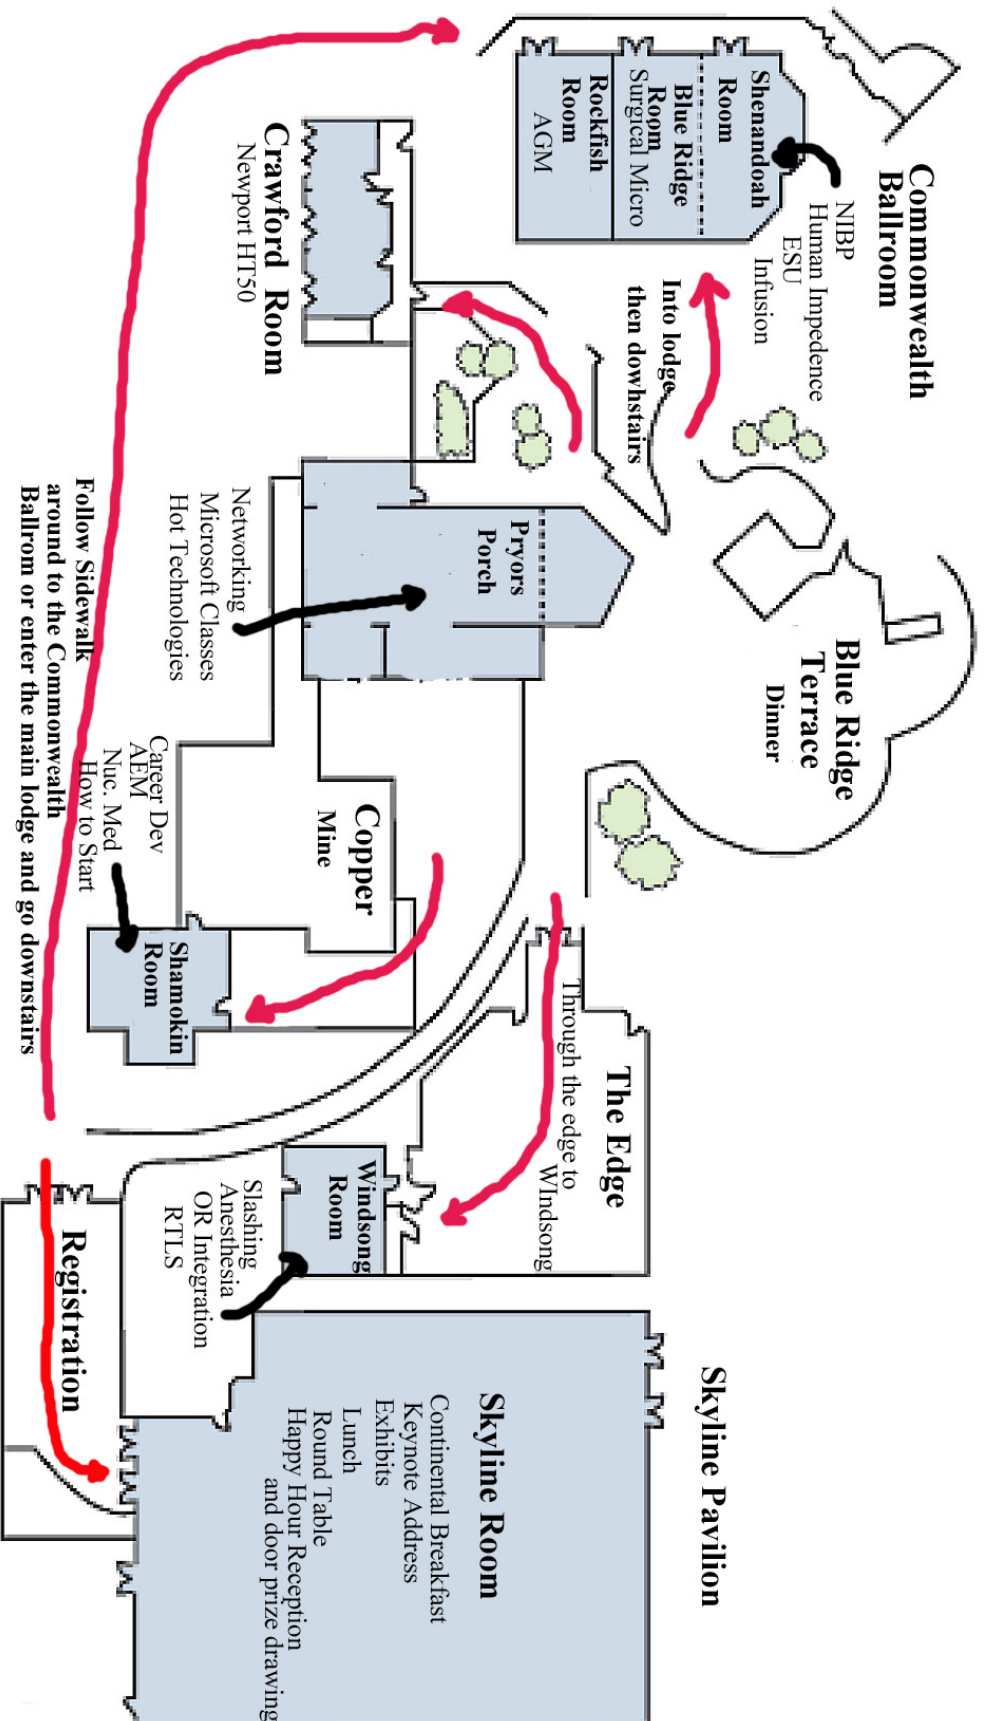 Commonwealth
Ballroom
NIBP
Human Impedence
ESU
Infusion
Shenandoah
Room
Blue Ridge
Room
Surgical Micro
Rockfish
Room
AGM
Crawford Room
Newport HT50
Into lodge
then dowhstairs
Blue Ridge
Terrace
Dinner
Pryors
Porch
Networking
Microsoft Classes
Hot Technologies
Follow Sidewalk
around to the Commonwealth
Ballrom or enter the main lodge and go downstairs
Copper
Mine
Career Dev
AEM
Nuc. Med
How to Start
Shamokin
Room
The Edge
Through the edge to
WIndsong
Windsong
Room
Slashing
Anesthesia
OR Integration
RTLS
Registration
Skyline Pavilion
Skyline Room
Continental Breakfast
Keynote Address
Exhibits
Lunch
Round Table
Happy Hour Reception
and door prize drawing